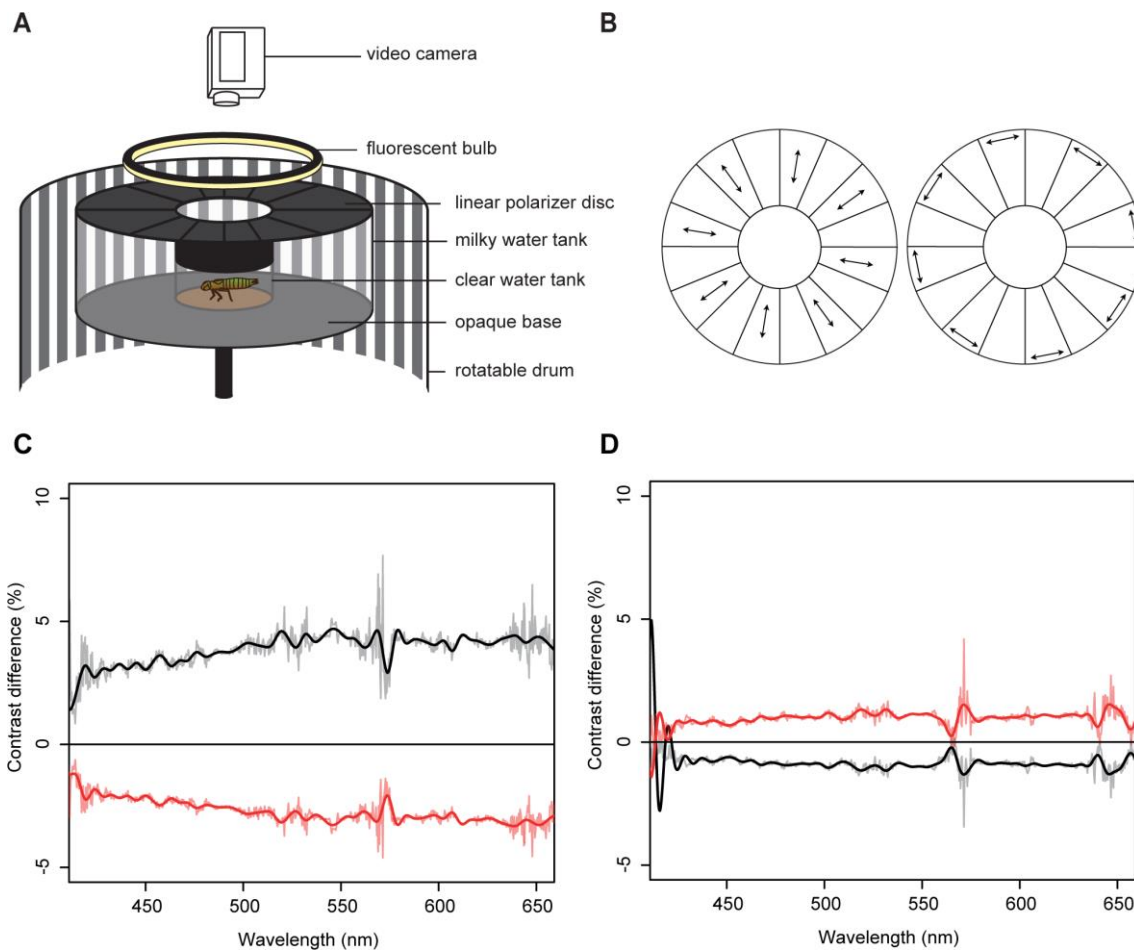 A
video camera
fluorescent bulb
linear polarizer disc
milky water tank
clear water tank
opaque base
rotatable drum
B
C
Contrast difference (%)
10
5
0
-5
450
500
550
600
650
Wavelength (nm)
D
Contrast difference (%)
10
5
0
-5
450
500
550
600
650
Wavelength (nm)